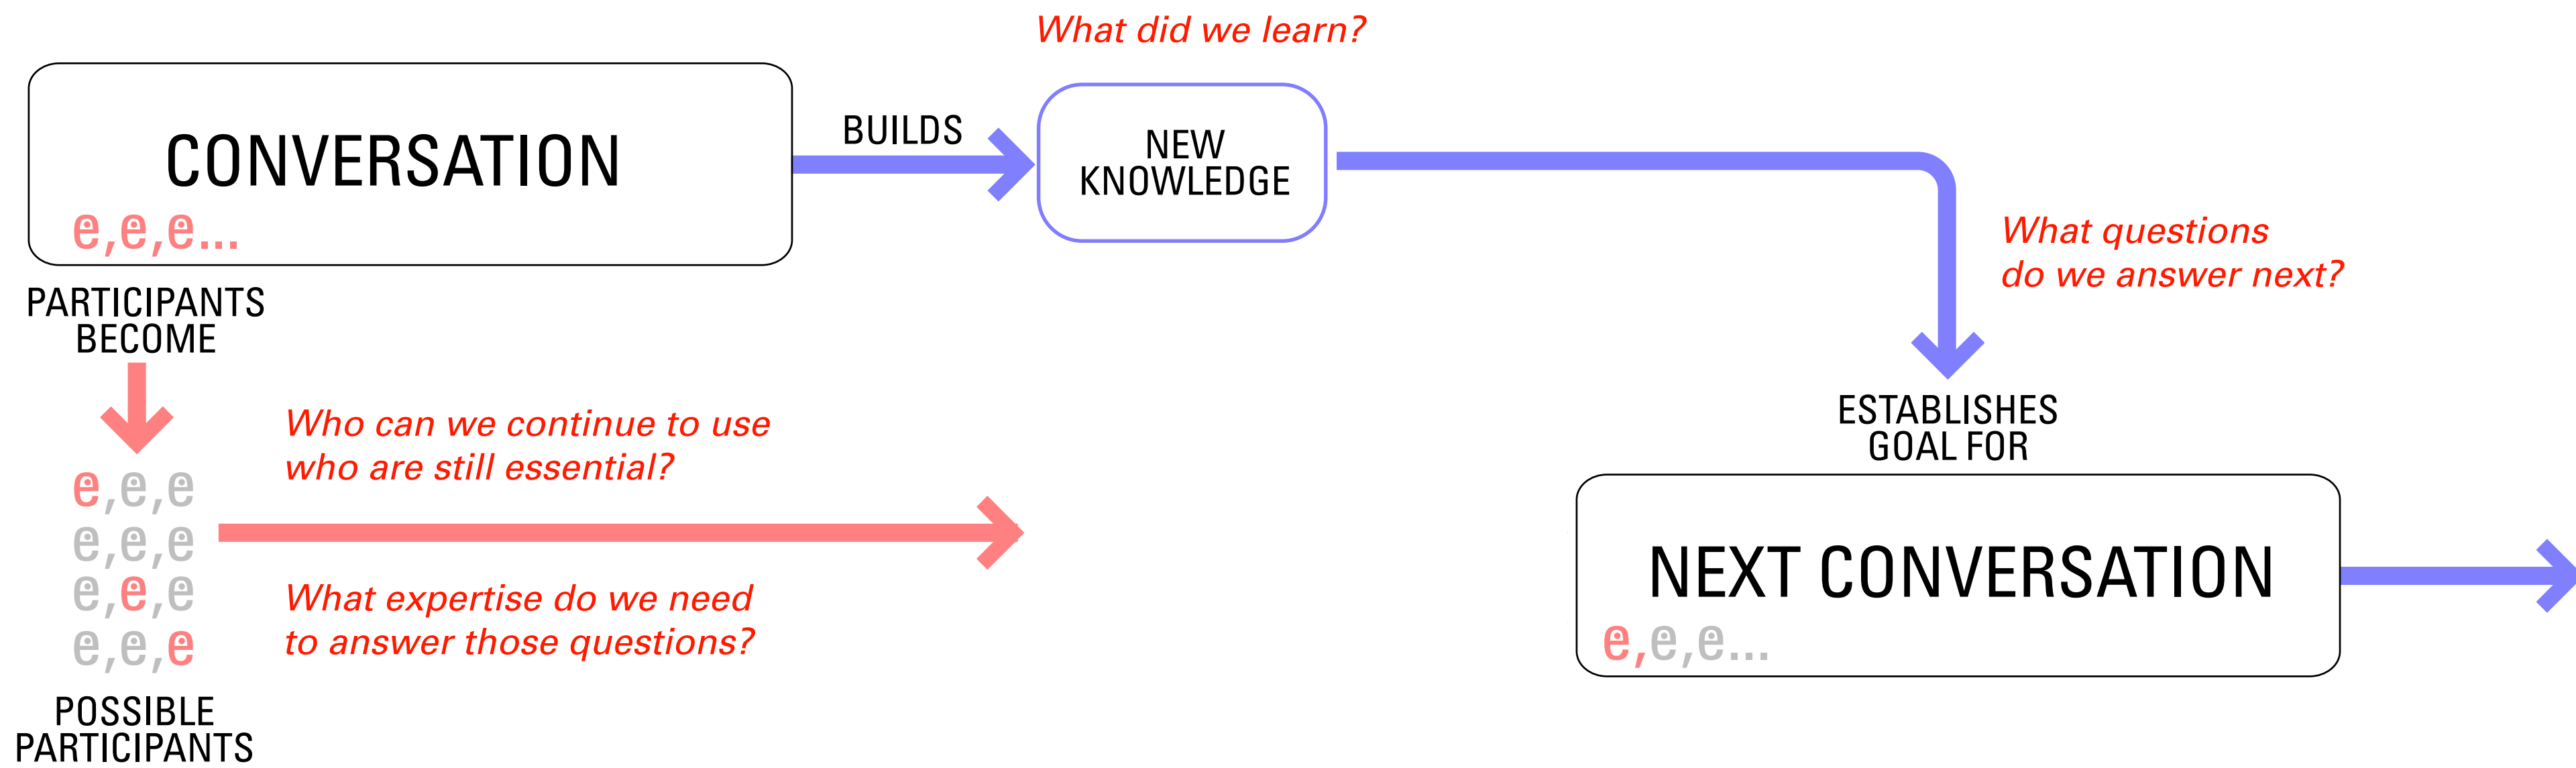 What did we learn?
CONVERSATION
e,e,e...
BUILDS
NEW
KNOWLEDGE
What questions
do we answer next?
PARTICIPANTS
BECOME
ESTABLISHES
GOAL FOR
Who can we continue to use
who are still essential?
e,e,e
e,e,e
e,e,e
e,e,e
What expertise do we need
to answer those questions?
POSSIBLE
PARTICIPANTS
NEXT CONVERSATION
e,e,e...